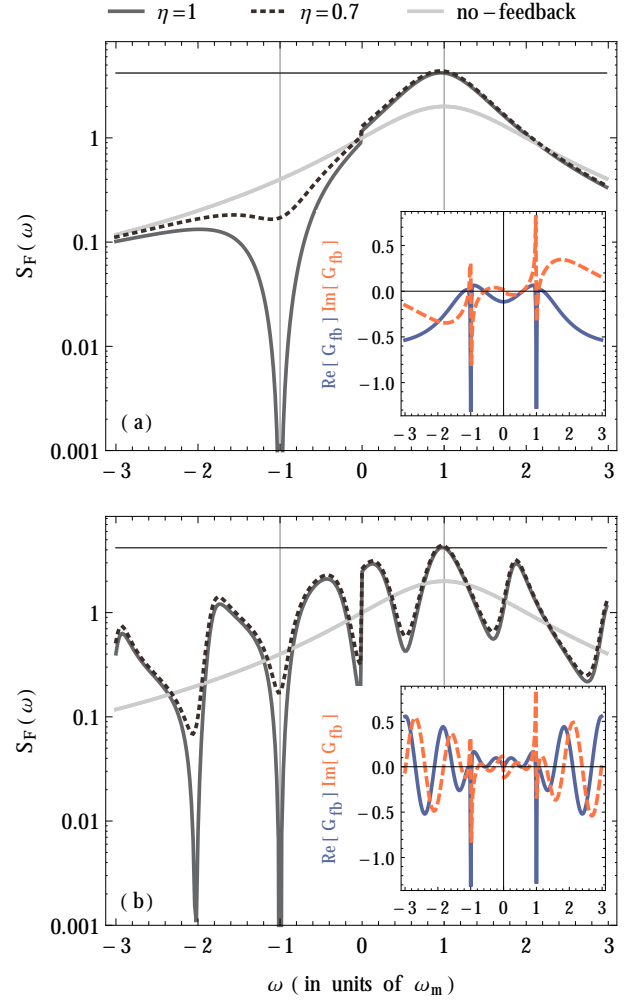 η=1 η=0.7 no-feedback
S_F(ω)
1
0.1
0.01
0.001
(a)
-3 -2 -1 0 1 2 3
Re[G_fb] Im[G_fb]
0.5
0.0
-0.5
-1.0
-3 -2 -1 0 1 2 3
S_F(ω)
1
0.1
0.01
0.001
(b)
-3 -2 -1 0 1 2 3
Re[G_fb] Im[G_fb]
0.5
0.0
-0.5
-1.0
-3 -2 -1 0 1 2 3
ω (in units of ω_m)